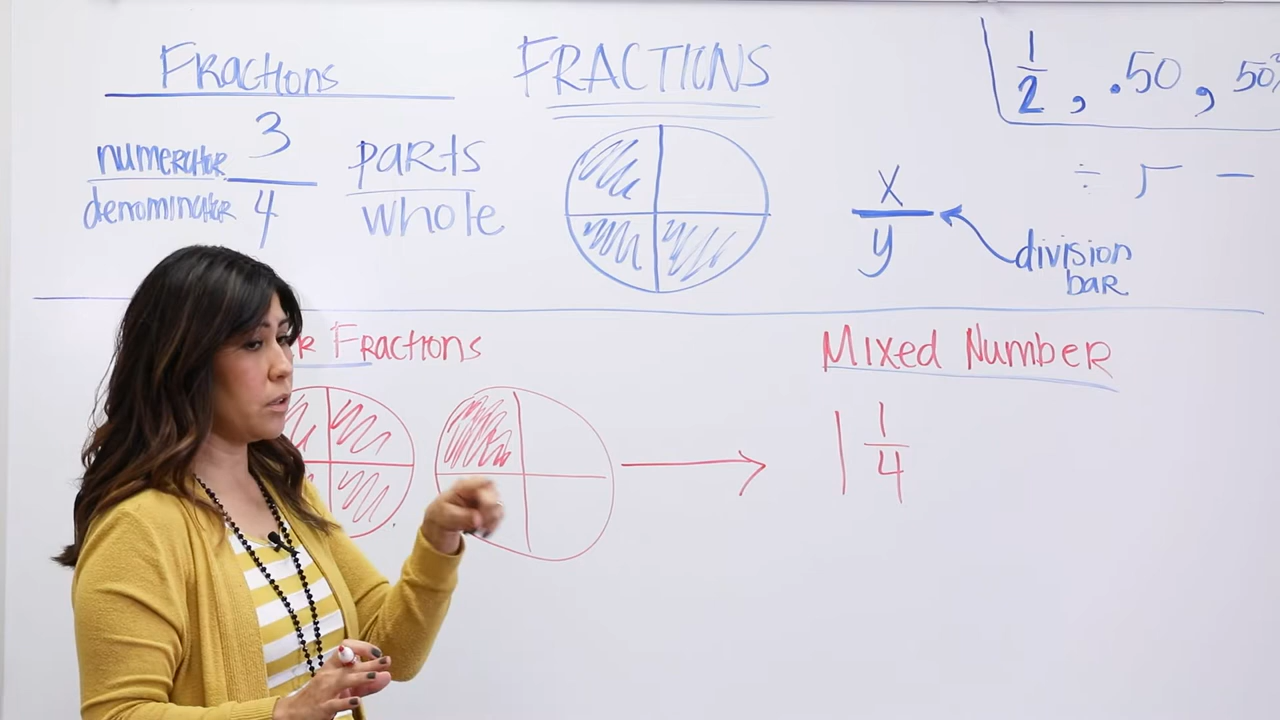 Fractions
numerator 3 parts
denominator 4 whole
FRACTIONS
1
2 , .50 , 50%
÷ √ —
x
y
division
bar
Fractions
Mixed Number
1 1
4